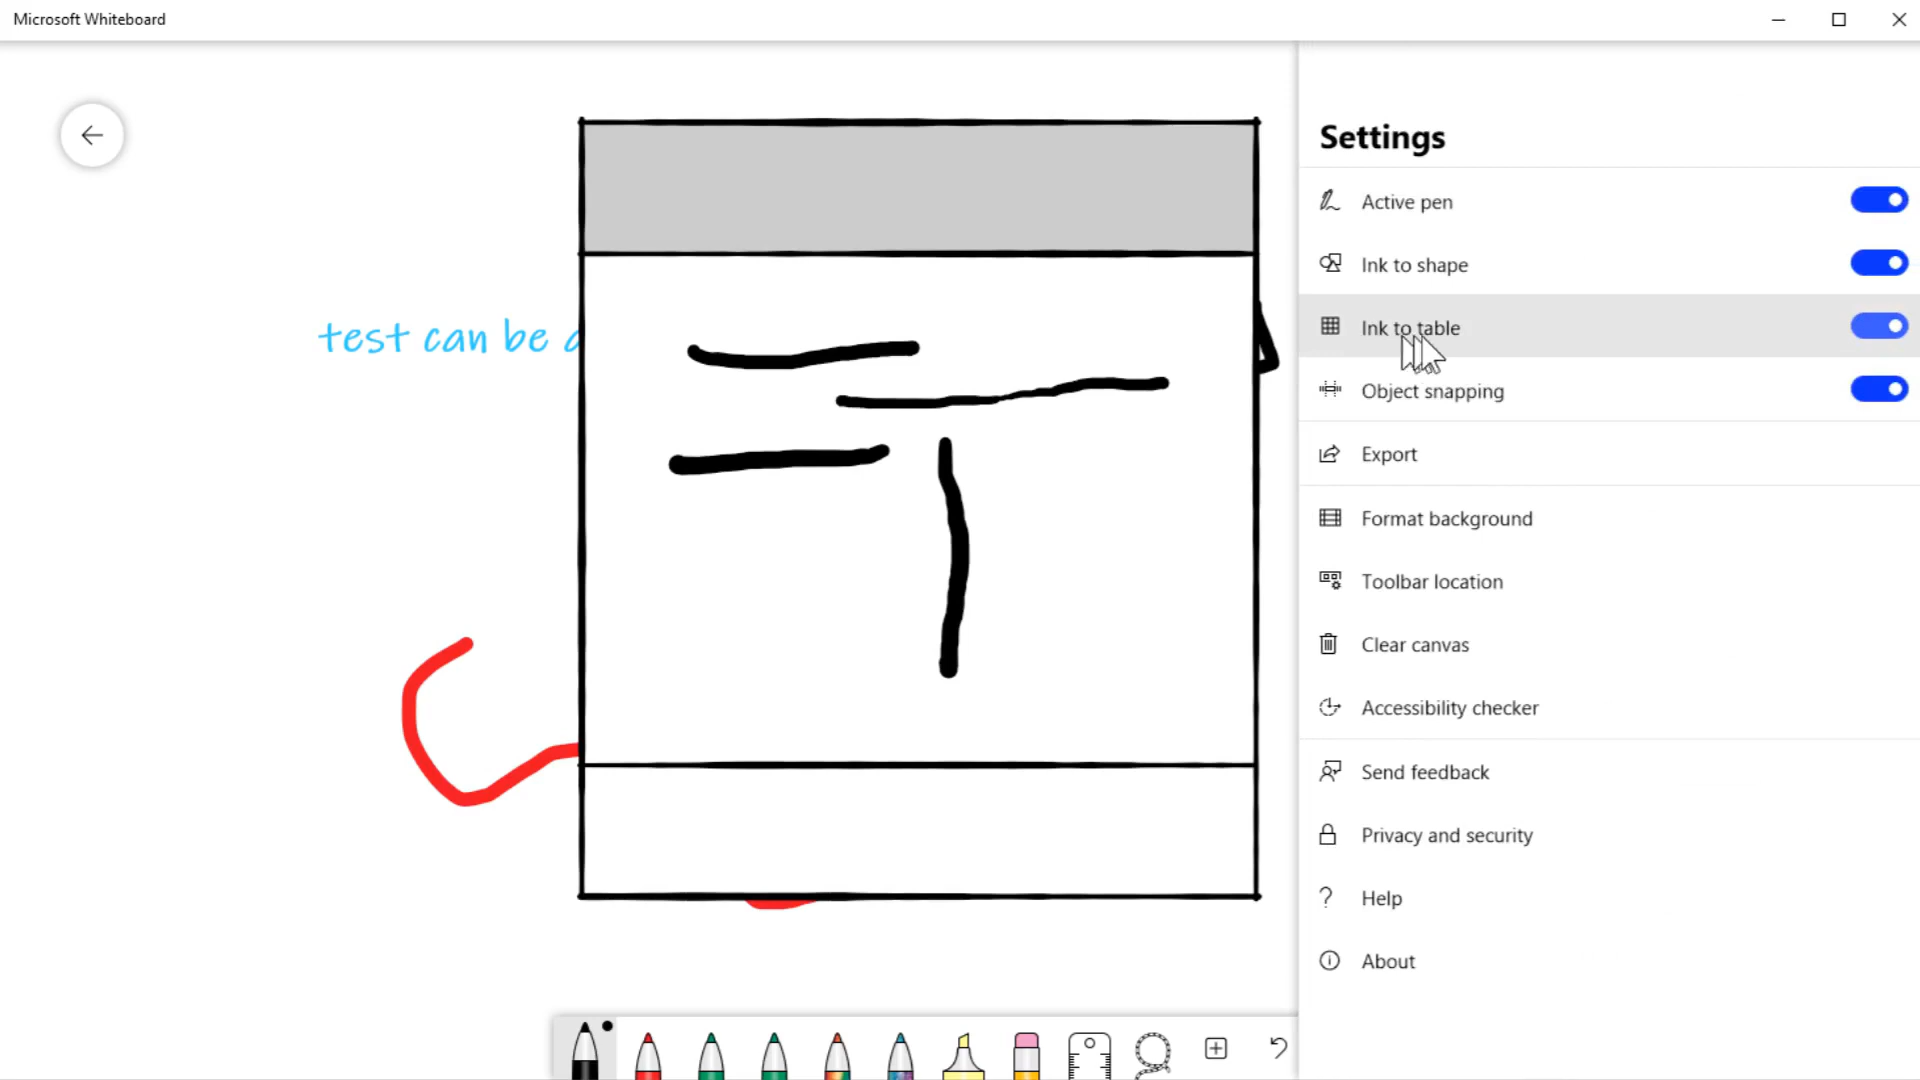 Microsoft Whiteboard
test can be
Settings
Active pen
Ink to shape
Ink to table
Object snapping
Export
Format background
Toolbar location
Clear canvas
Accessibility checker
Send feedback
Privacy and security
Help
About